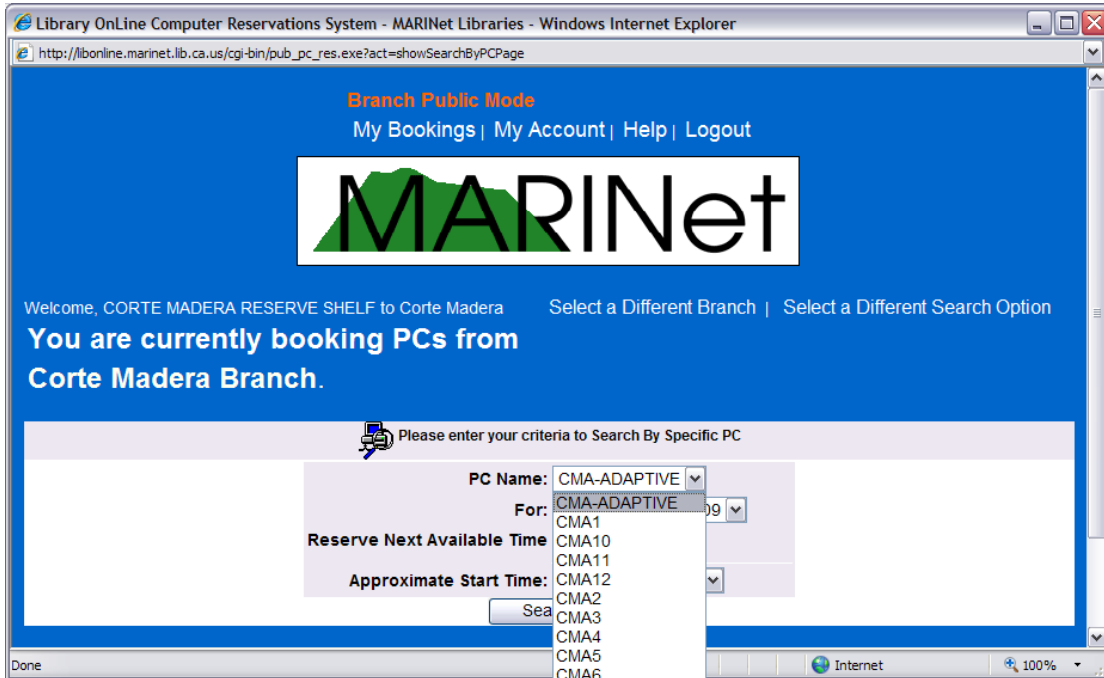 Library OnLine Computer Reservations System - MARINet Libraries - Windows Internet Explorer
http://libonline.marinet.lib.ca.us/cgi-bin/pub_pc_res.exe?act=showSearchByPCPage
Branch Public Mode
My Bookings | My Account | Help | Logout
MARINet
Welcome, CORTE MADERA RESERVE SHELF to Corte Madera
Select a Different Branch | Select a Different Search Option
You are currently booking PCs from
Corte Madera Branch.
Please enter your criteria to Search By Specific PC
PC Name: CMA-ADAPTIVE
For: 09
Reserve Next Available Time
Approximate Start Time:
CMA-ADAPTIVE
CMA1
CMA10
CMA11
CMA12
CMA2
CMA3
CMA4
CMA5
CMA6
Done
Internet
100%